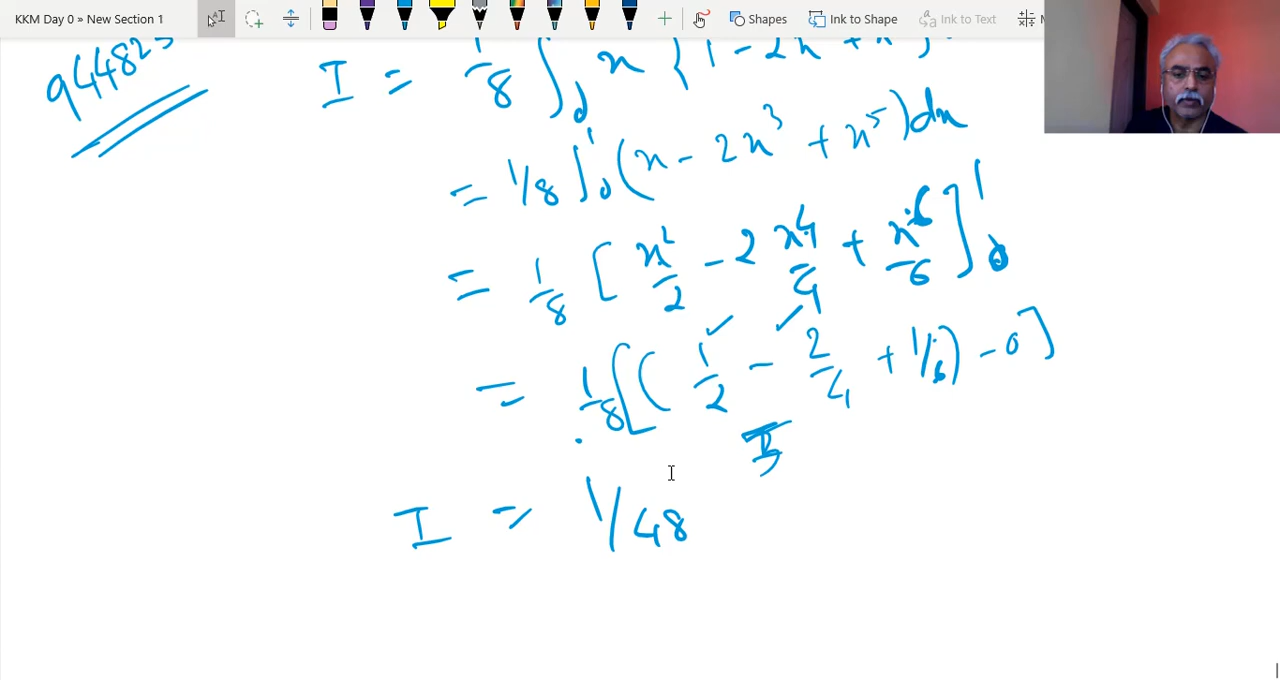 KKM Day 0 » New Section 1
Shapes
Ink to Shape
Ink to Text
944825
I = 1/8 ∫₀ x {1 - 2x
= 1/8 ∫₀¹ (x - 2x³ + x⁵) dx
= 1/8 [x²/2 - 2 x⁴/4 + x⁶/6]₀¹
= 1/8 [(1/2 - 2/4 + 1/6) - 0]
I = 1/48